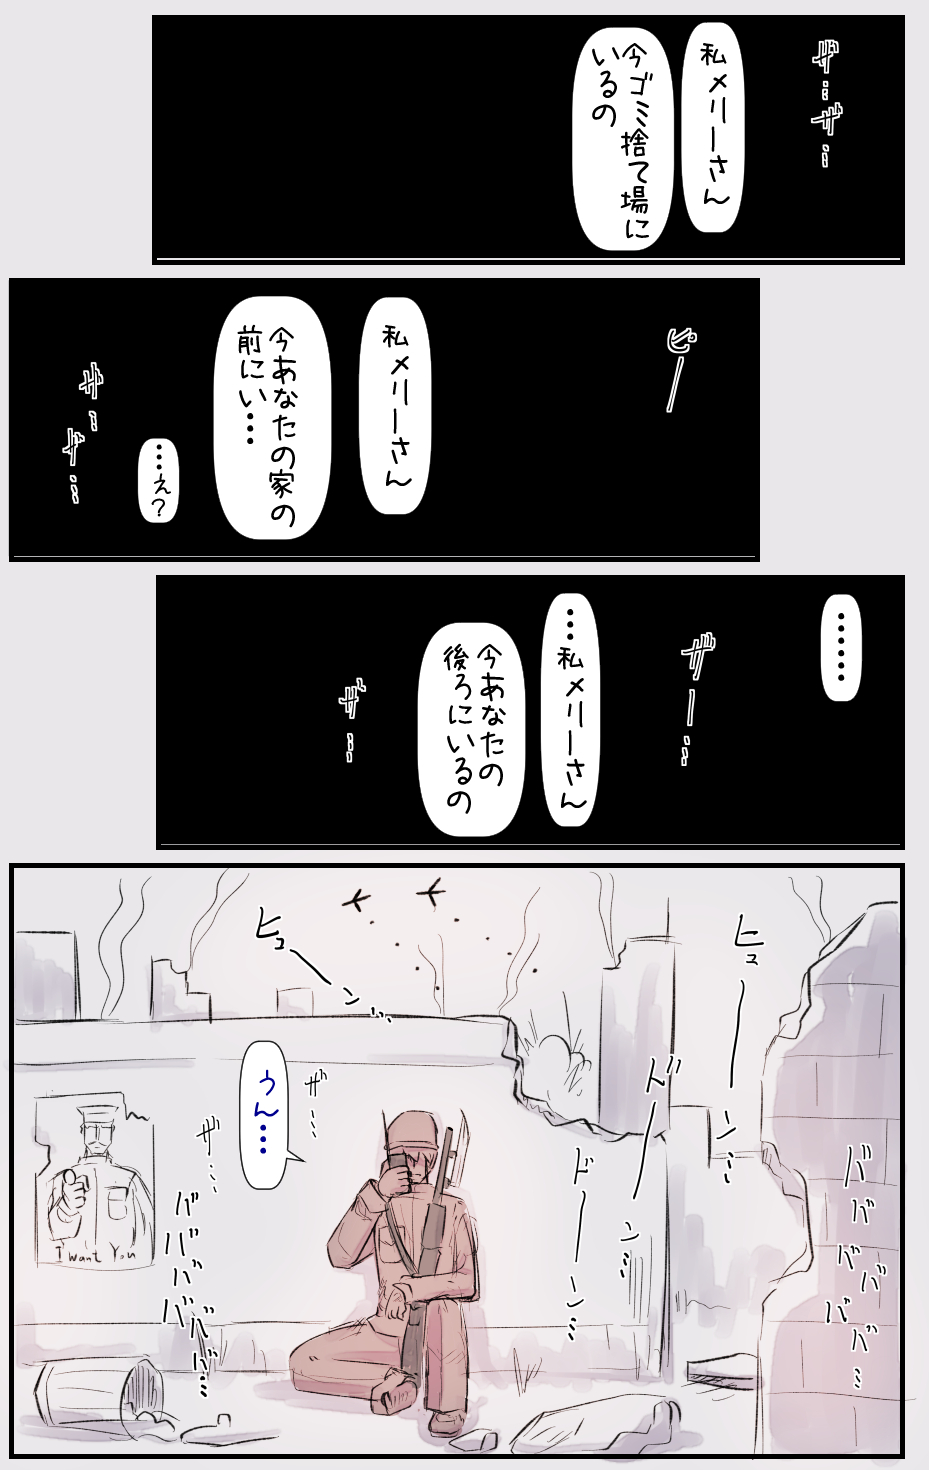 ザ…ザ…
私メリーさん
今ゴミ捨て場に
いるの
ピー
私メリーさん
今あなたの家の
前にい…
…え?
ザ…
ザ…
……
ザー…
…私メリーさん
今あなたの
後ろにいるの
ザ…
ヒューン…
ヒューン…
ドーン…
ドーン…
ザ…
うん…
ザ…
ババババババ…
バババババババ…
I want You